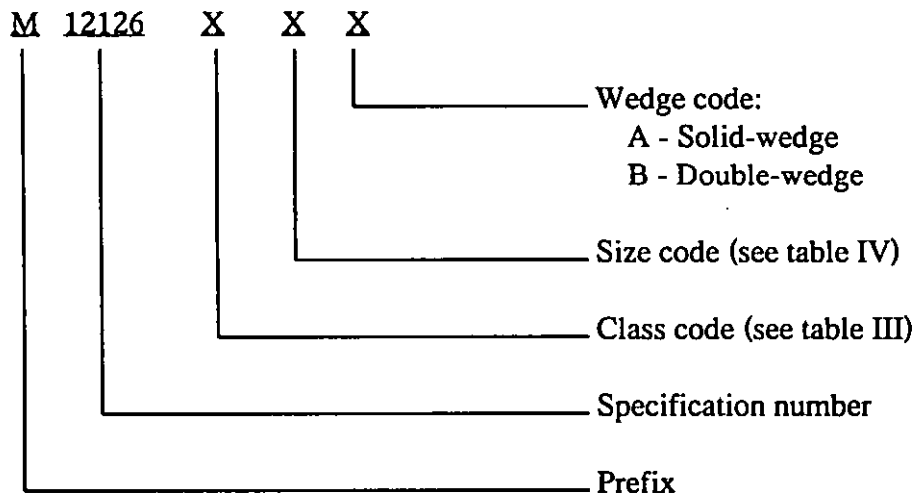 M 12126 X X X
Wedge code:
A - Solid-wedge
B - Double-wedge
Size code (see table IV)
Class code (see table III)
Specification number
Prefix